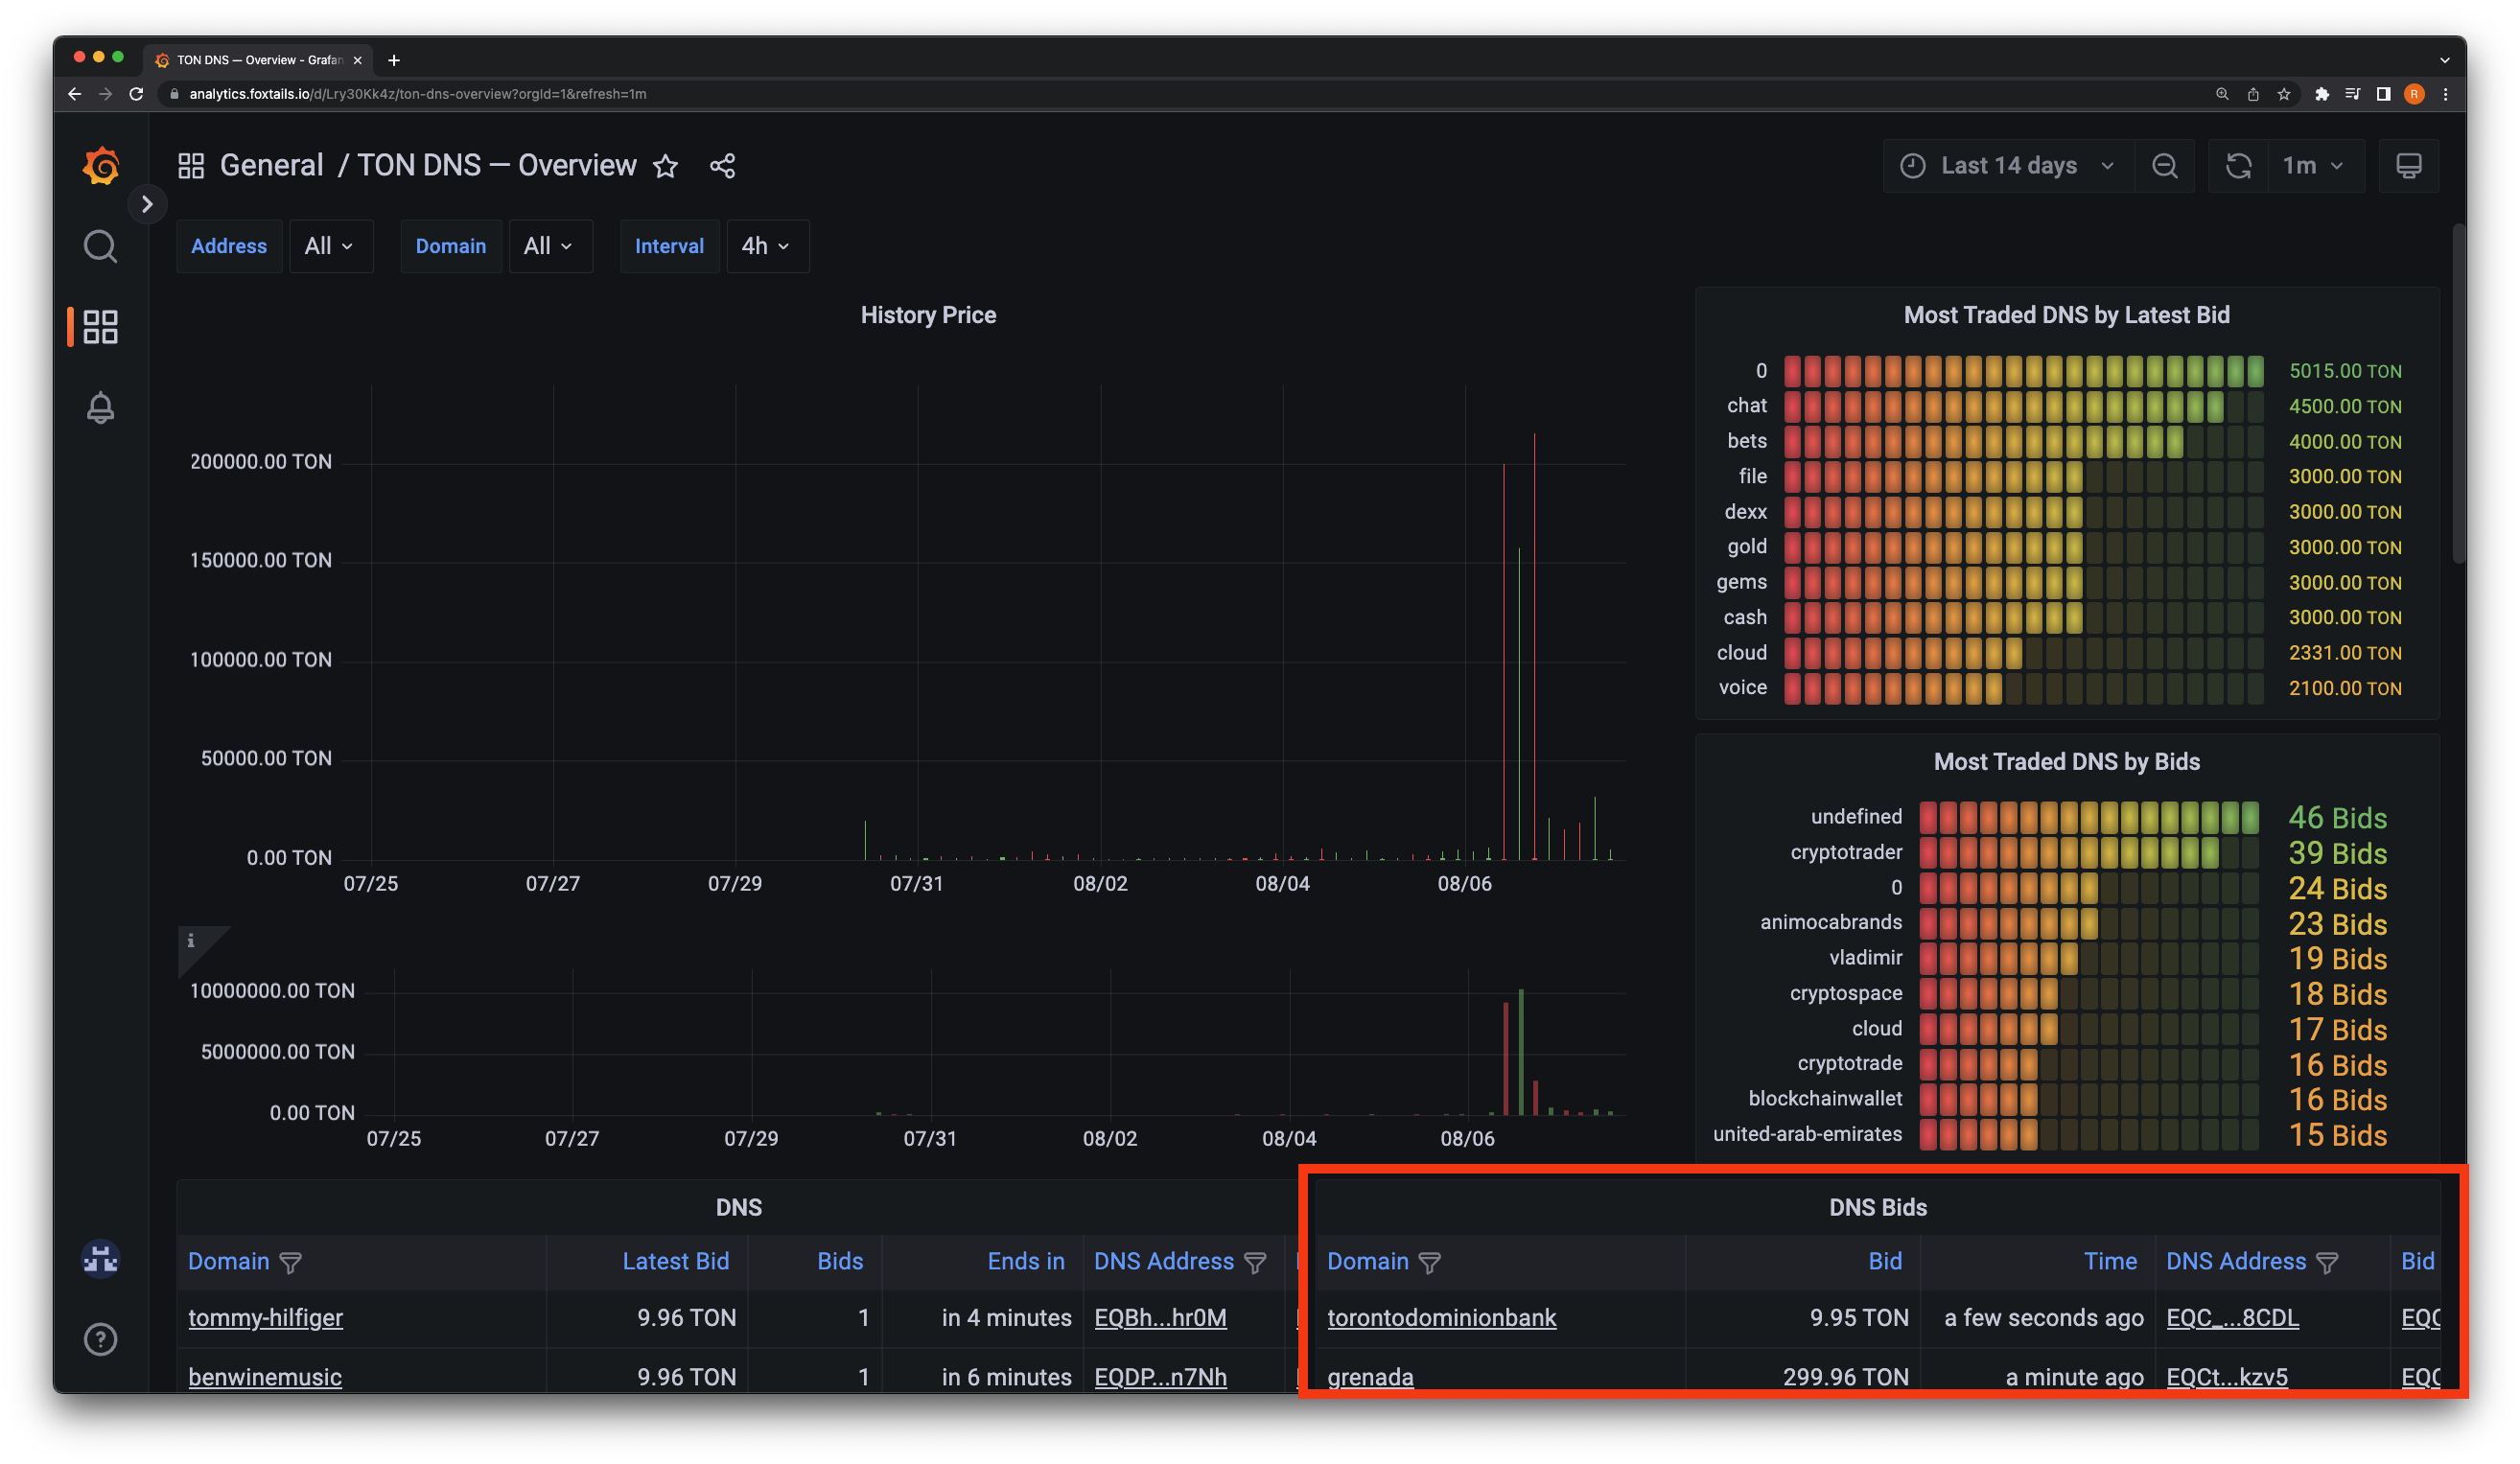 TON DNS — Overview - Grafan
analytics.foxtails.io/d/Lry30Kk4z/ton-dns-overview?orgId=1&refresh=1m
R
General / TON DNS — Overview
Last 14 days
1m
Address All Domain All Interval 4h
History Price
200000.00 TON
150000.00 TON
100000.00 TON
50000.00 TON
0.00 TON
07/25 07/27 07/29 07/31 08/02 08/04 08/06
i
10000000.00 TON
5000000.00 TON
0.00 TON
07/25 07/27 07/29 07/31 08/02 08/04 08/06
Most Traded DNS by Latest Bid
0 5015.00 TON
chat 4500.00 TON
bets 4000.00 TON
file 3000.00 TON
dexx 3000.00 TON
gold 3000.00 TON
gems 3000.00 TON
cash 3000.00 TON
cloud 2331.00 TON
voice 2100.00 TON
Most Traded DNS by Bids
undefined 46 Bids
cryptotrader 39 Bids
0 24 Bids
animocabrands 23 Bids
vladimir 19 Bids
cryptospace 18 Bids
cloud 17 Bids
cryptotrade 16 Bids
blockchainwallet 16 Bids
united-arab-emirates 15 Bids
DNS
Domain Latest Bid Bids Ends in DNS Address
tommy-hilfiger 9.96 TON 1 in 4 minutes EQBh...hr0M
benwinemusic 9.96 TON 1 in 6 minutes EQDP...n7Nh
DNS Bids
Domain Bid Time DNS Address Bid
torontodominionbank 9.95 TON a few seconds ago EQC_...8CDL EQC
grenada 299.96 TON a minute ago EQCt...kzv5 EQC